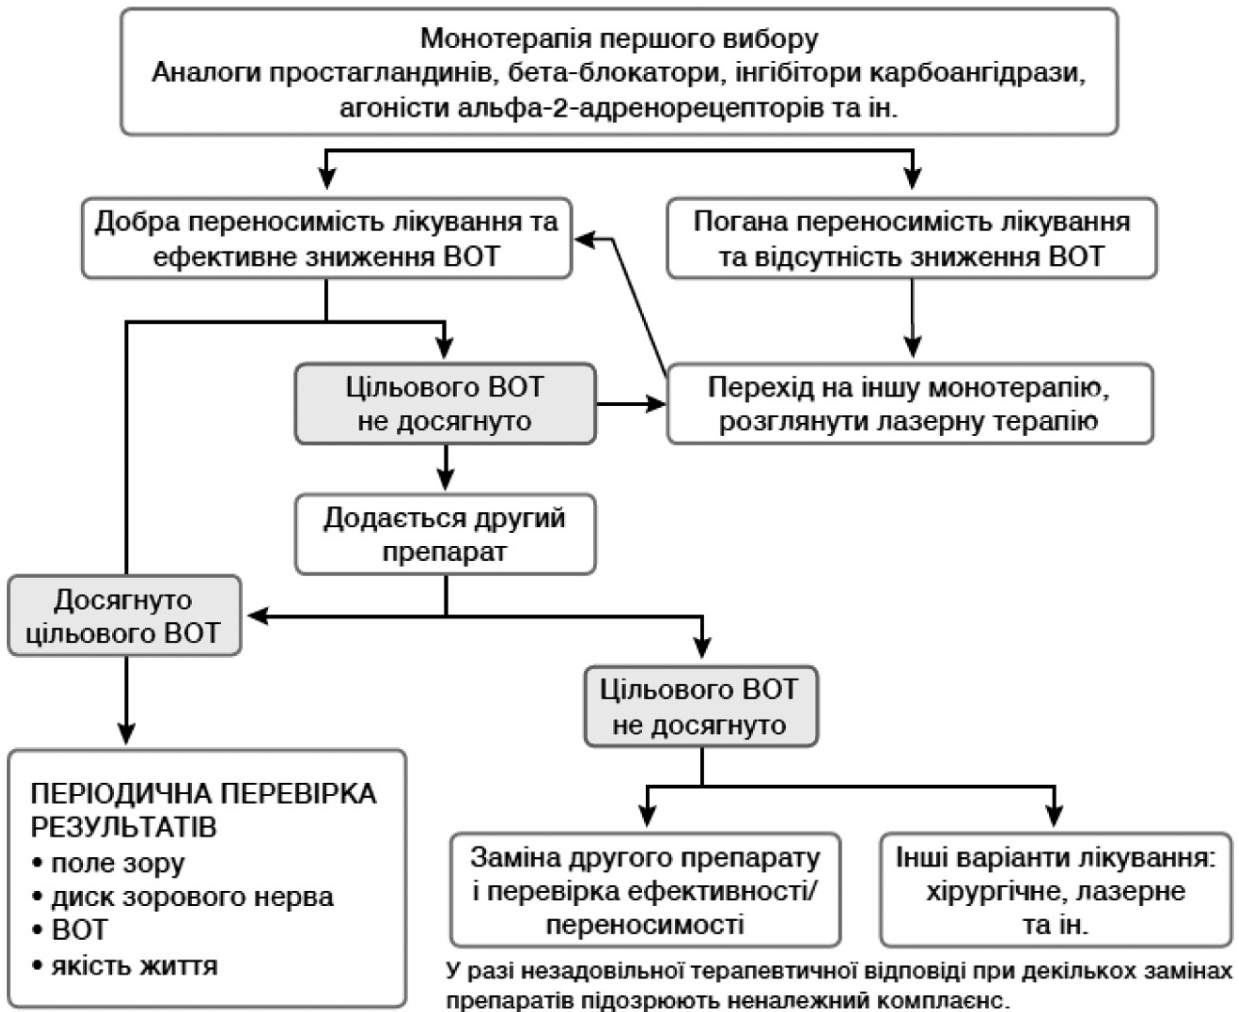 Монотерапія першого вибору
Аналоги простагландинів, бета-блокатори, інгібітори карбоангідрази,
агоністи альфа-2-адренорецепторів та ін.
Добра переносимість лікування та
ефективне зниження ВОТ
Погана переносимість лікування
та відсутність зниження ВОТ
Цільового ВОТ
не досягнуто
Перехід на іншу монотерапію,
розглянути лазерну терапію
Додається другий
препарат
Досягнуто
цільового ВОТ
Цільового ВОТ
не досягнуто
ПЕРІОДИЧНА ПЕРЕВІРКА
РЕЗУЛЬТАТІВ
• поле зору
• диск зорового нерва
• ВОТ
• якість життя
Заміна другого препарату
і перевірка ефективності/
переносимості
Інші варіанти лікування:
хірургічне, лазерне
та ін.
У разі незадовільної терапевтичної відповіді при декількох замінах
препаратів підозрюють неналежний комплаєнс.